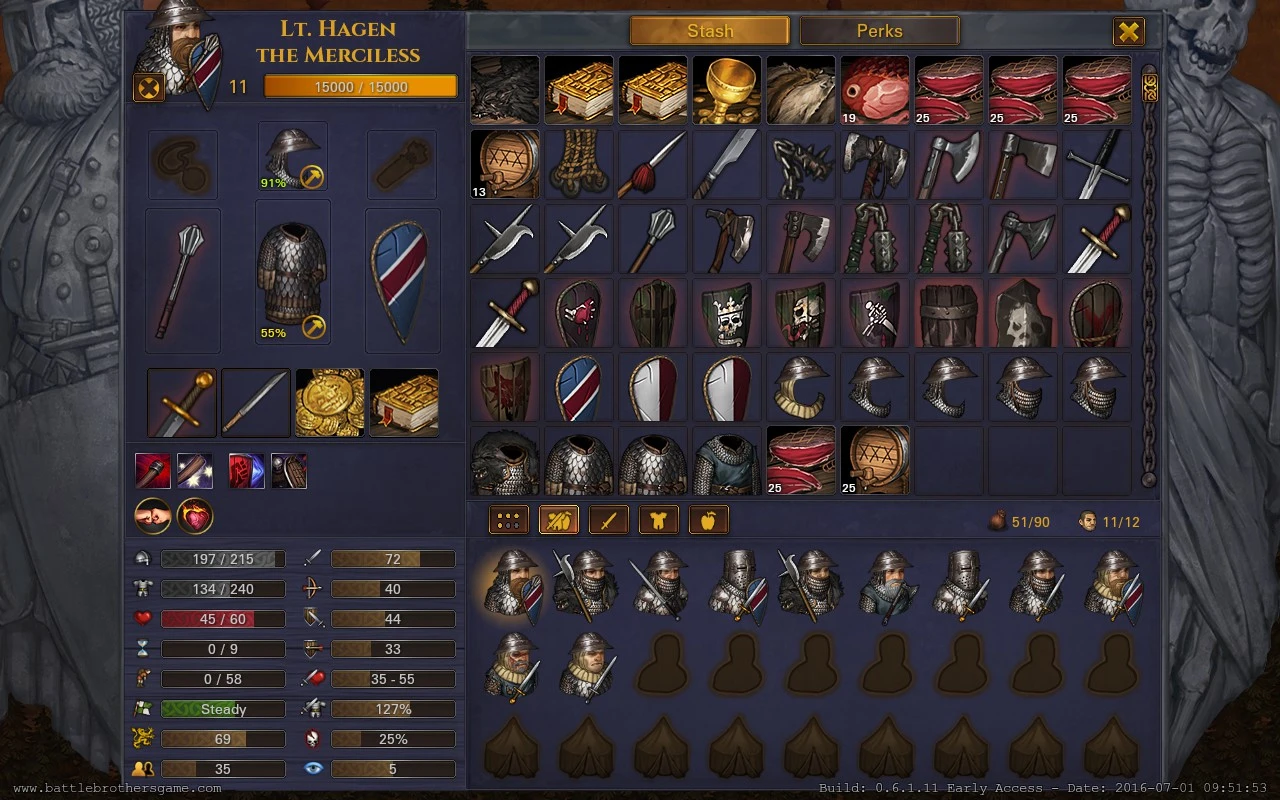 Lt. Hagen
the Merciless
11
15000 / 15000
Stash
Perks
91%
55%
19
25
25
25
13
25
25
51/90
11/12
197 / 215
72
134 / 240
40
45 / 60
44
0 / 9
33
0 / 58
35 - 55
Steady
127%
69
25%
35
5
www.battlebrothersgame.com
Build: 0.6.1.11 Early Access - Date: 2016-07-01 09:51:53